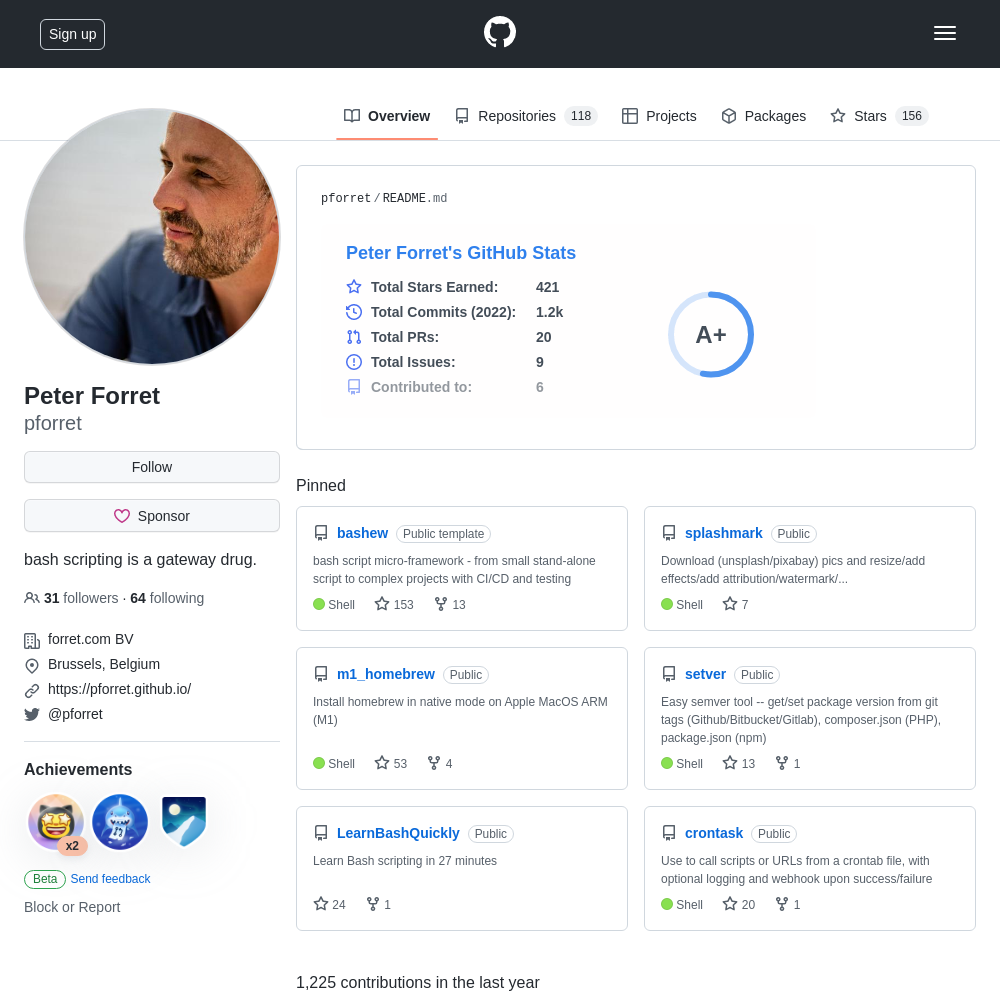 Sign up
Overview
Repositories 118
Projects
Packages
Stars 156
pforret/README.md
Peter Forret's GitHub Stats
Total Stars Earned: 421
Total Commits (2022): 1.2k
Total PRs: 20
Total Issues: 9
Contributed to: 6
A+
Peter Forret
pforret
Follow
Sponsor
bash scripting is a gateway drug.
31 followers · 64 following
forret.com BV
Brussels, Belgium
https://pforret.github.io/
@pforret
Achievements
x2
Beta Send feedback
Block or Report
Pinned
bashew Public template
bash script micro-framework - from small stand-alone
script to complex projects with CI/CD and testing
Shell 153 13
splashmark Public
Download (unsplash/pixabay) pics and resize/add
effects/add attribution/watermark/...
Shell 7
m1_homebrew Public
Install homebrew in native mode on Apple MacOS ARM
(M1)
Shell 53 4
setver Public
Easy semver tool -- get/set package version from git
tags (Github/Bitbucket/Gitlab), composer.json (PHP),
package.json (npm)
Shell 13 1
LearnBashQuickly Public
Learn Bash scripting in 27 minutes
24 1
crontask Public
Use to call scripts or URLs from a crontab file, with
optional logging and webhook upon success/failure
Shell 20 1
1,225 contributions in the last year